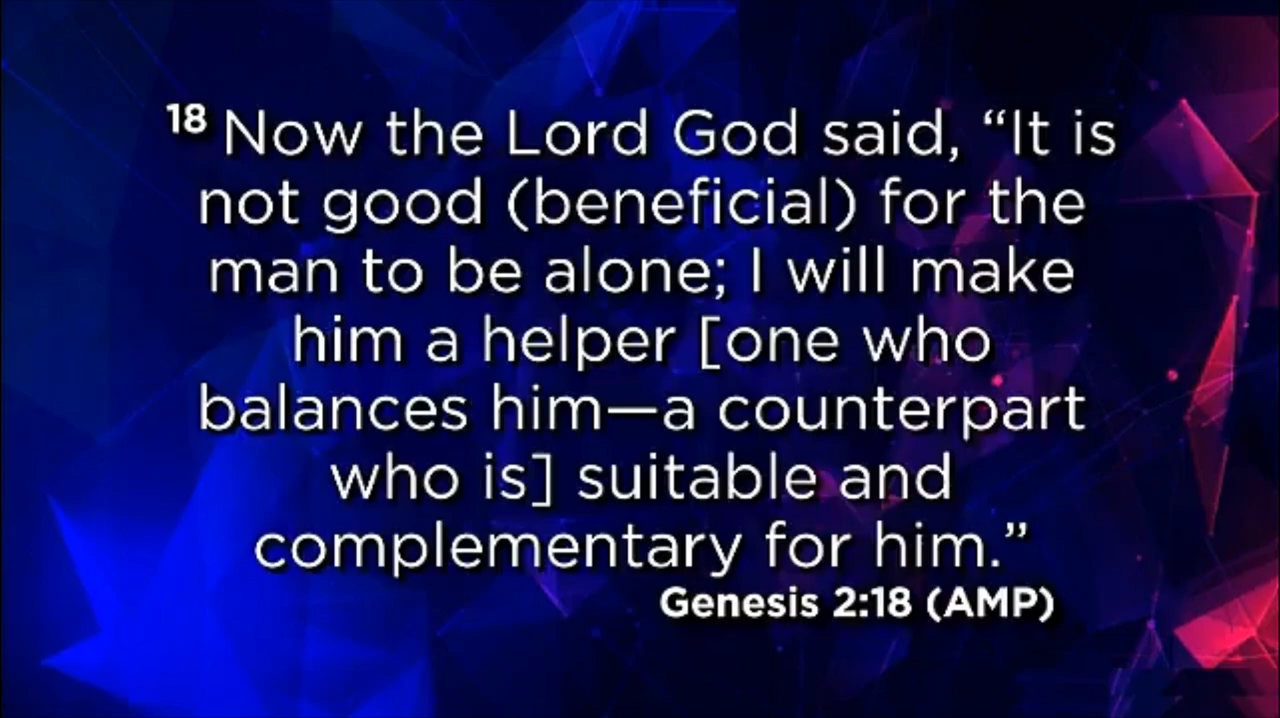 18 Now the Lord God said, “It is
not good (beneficial) for the
man to be alone; I will make
him a helper [one who
balances him—a counterpart
who is] suitable and
complementary for him.”
Genesis 2:18 (AMP)